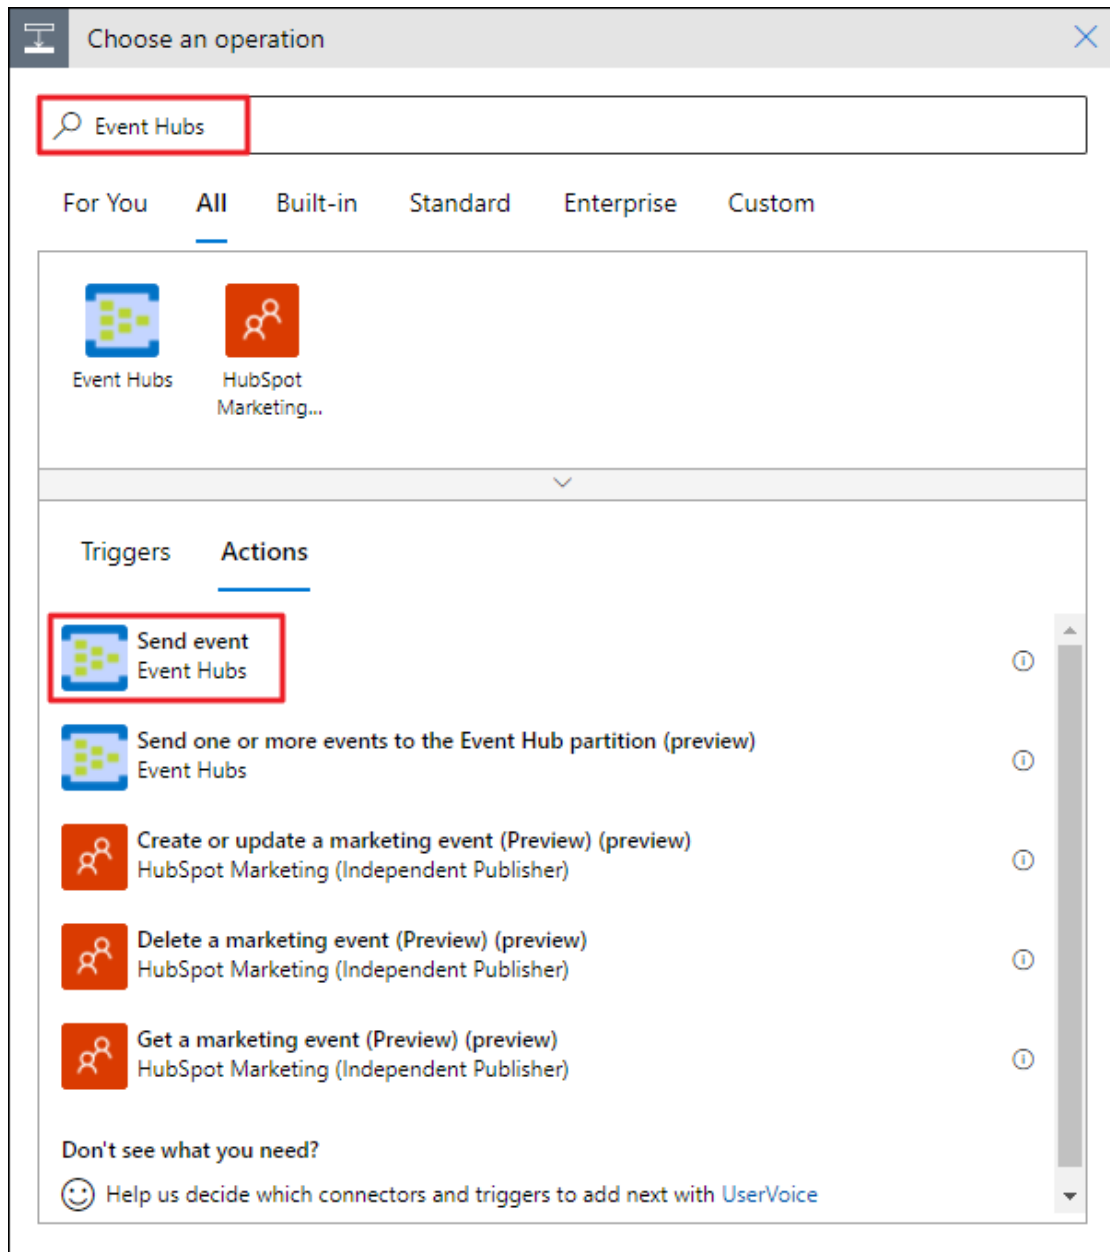 Choose an operation
Event Hubs
For You All Built-in Standard Enterprise Custom
Event Hubs
HubSpot
Marketing...
Triggers Actions
Send event
Event Hubs
Send one or more events to the Event Hub partition (preview)
Event Hubs
Create or update a marketing event (Preview) (preview)
HubSpot Marketing (Independent Publisher)
Delete a marketing event (Preview) (preview)
HubSpot Marketing (Independent Publisher)
Get a marketing event (Preview) (preview)
HubSpot Marketing (Independent Publisher)
Don't see what you need?
Help us decide which connectors and triggers to add next with UserVoice